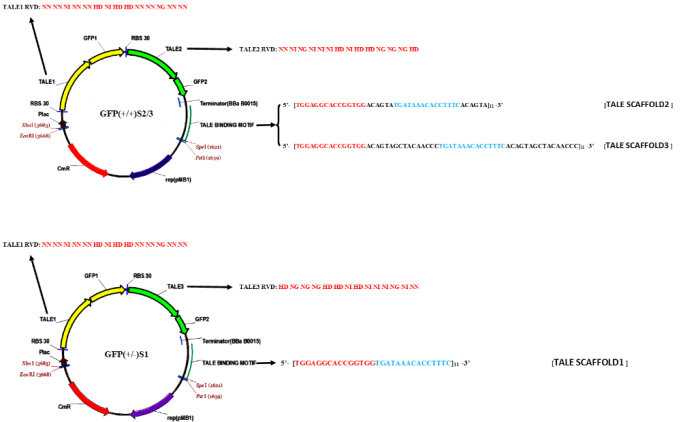 TALE1 RVD: NN NN NI NN NN HD NI HD HD NN NN NG NN NN
GFP1
RBS 30
TALE2
TALE2 RVD: NN NI NG NI NI NI HD NI HD HD NG NG NG HD
TALE1
GFP2
RBS 30
Plac
XbaI (3683)
EcoRI (3668)
GFP(+/+)S2/3
Terminator(BBa B0015)
TALE BINDING MOTIF
SpeI (1621)
PstI (1639)
CmR
rep(pMB1)
5'- [TGGAGGCACCGGTGGACAGTATGATAAACACCTTTCACAGTA]11 -3' [TALE SCAFFOLD2]
5'- [TGGAGGCACCGGTGGACAGTAGCTACAACCCTGATAAACACCTTTCACAGTAGCTACAACCC]11 -3' [TALE SCAFFOLD3]
TALE1 RVD: NN NN NI NN NN HD NI HD HD NN NN NG NN NN
GFP1
RBS 30
TALE3
TALE3 RVD: HD NG NG NG HD HD NI HD NI NI NI NG NI NN
TALE1
GFP2
RBS 30
Plac
XbaI (3683)
EcoRI (3668)
GFP(+/-)S1
Terminator(BBa B0015)
TALE BINDING MOTIF
SpeI (1621)
PstI (1639)
CmR
rep(pMB1)
5'- [TGGAGGCACCGGTGGTGATAAACACCTTTC]11 -3' [TALE SCAFFOLD1]